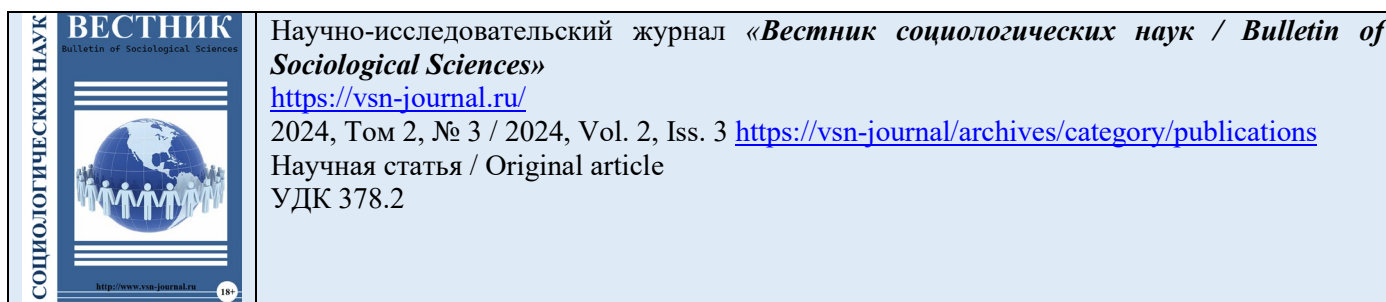 СОЦИОЛОГИЧЕСКИХ НАУК
ВЕСТНИК
Bulletin of Sociological Sciences
http://www.vsn-journal.ru
18+
Научно-исследовательский журнал «Вестник социологических наук / Bulletin of
Sociological Sciences»
https://vsn-journal.ru/
2024, Том 2, № 3 / 2024, Vol. 2, Iss. 3 https://vsn-journal/archives/category/publications
Научная статья / Original article
УДК 378.2